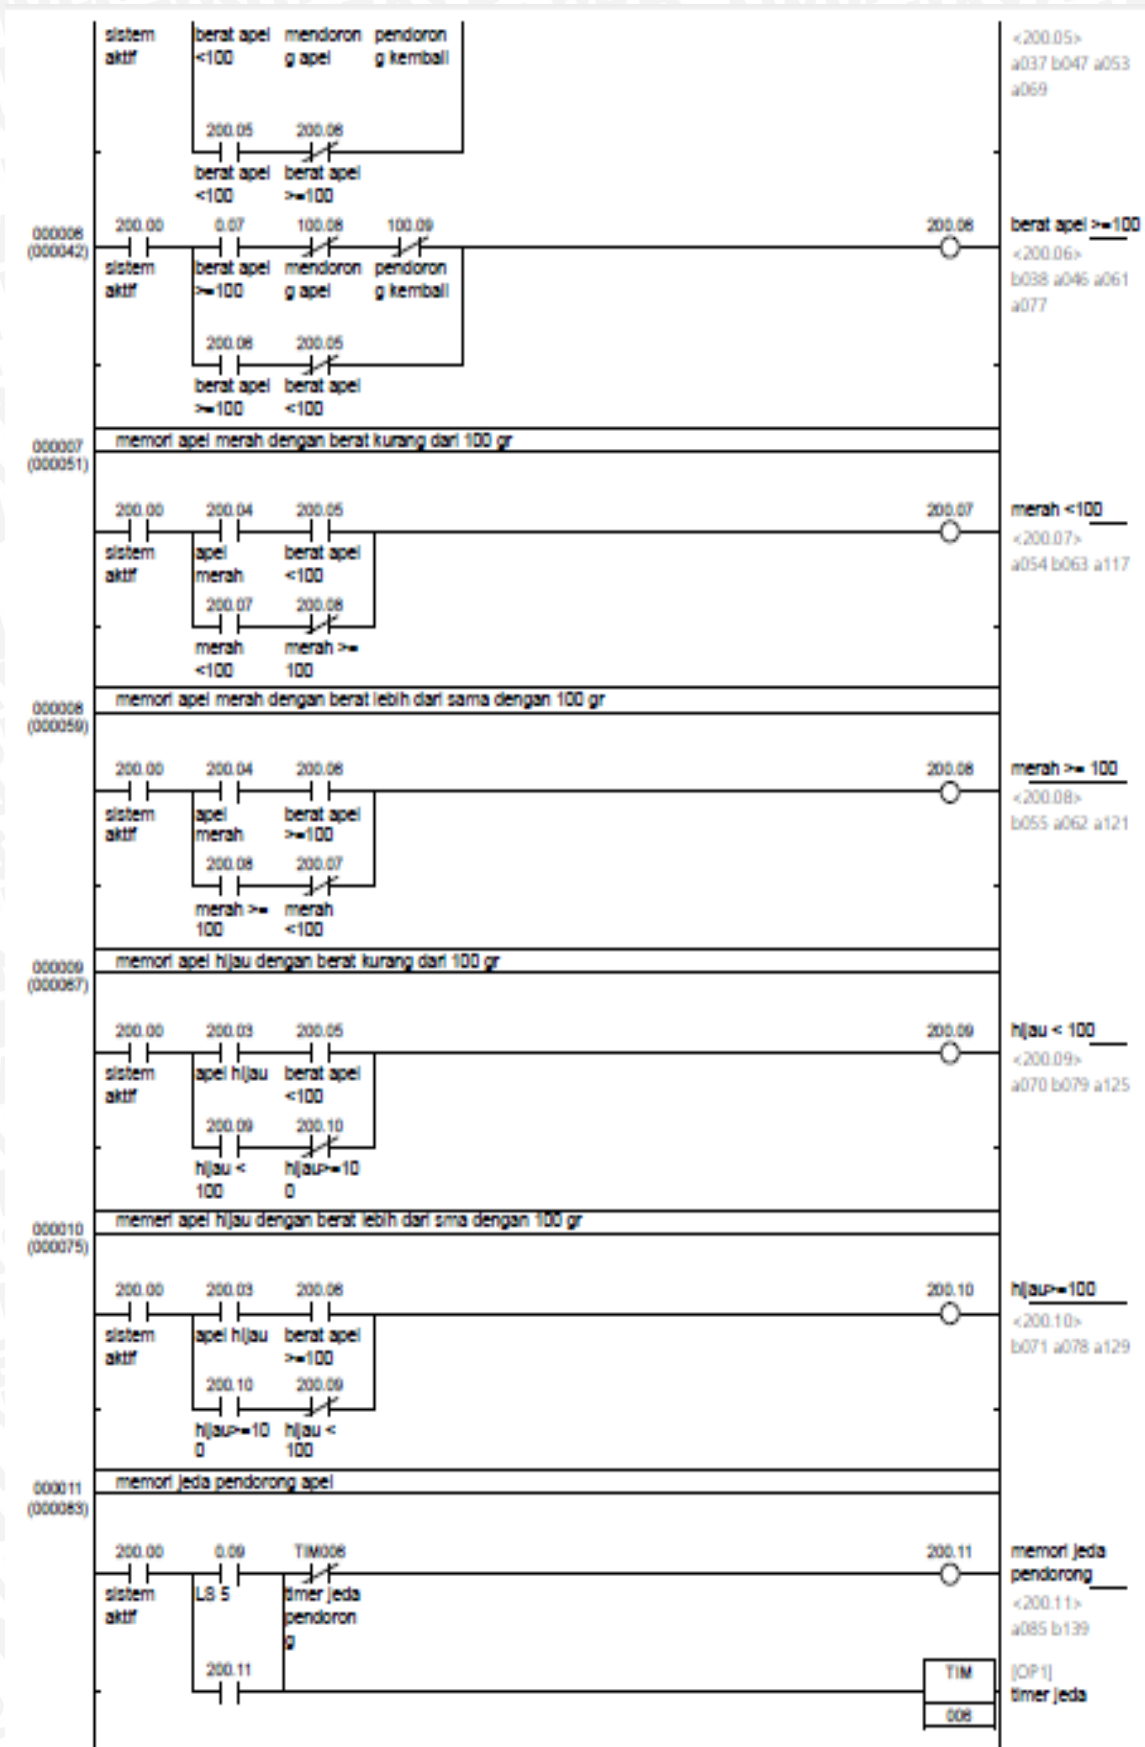 sistem aktif
berat apel <100
mendorong apel
pendorong kembali
<200.05>
a037 b047 a053
a069
200.05 200.06
berat apel <100
berat apel >=100
000006
(000042)
200.00 0.07 100.08 100.09 200.06
berat apel >=100
sistem aktif
berat apel >=100
mendorong apel
pendorong kembali
<200.06>
b038 a046 a061
a077
200.06 200.05
berat apel >=100
berat apel <100
000007
(000051)
memori apel merah dengan berat kurang dari 100 gr
200.00 200.04 200.05 200.07
merah <100
sistem aktif
apel merah
berat apel <100
<200.07>
a054 b063 a117
200.07 200.08
merah <100
merah >= 100
000008
(000059)
memori apel merah dengan berat lebih dari sama dengan 100 gr
200.00 200.04 200.06 200.08
merah >= 100
sistem aktif
apel merah
berat apel >=100
<200.08>
b055 a062 a121
200.08 200.07
merah >= 100
merah <100
000009
(000067)
memori apel hijau dengan berat kurang dari 100 gr
200.00 200.03 200.05 200.09
hijau < 100
sistem aktif
apel hijau
berat apel <100
<200.09>
a070 b079 a125
200.09 200.10
hijau < 100
hijau>=100
000010
(000075)
memeri apel hijau dengan berat lebih dari sma dengan 100 gr
200.00 200.03 200.06 200.10
hijau>=100
sistem aktif
apel hijau
berat apel >=100
<200.10>
b071 a078 a129
200.10 200.09
hijau>=100
hijau < 100
000011
(000083)
memori jeda pendorong apel
200.00 0.09 TIM006 200.11
memori jeda
pendorong
sistem aktif
LS 5
timer jeda pendorong
<200.11>
a085 b139
200.11
TIM
006
[OP1]
timer jeda